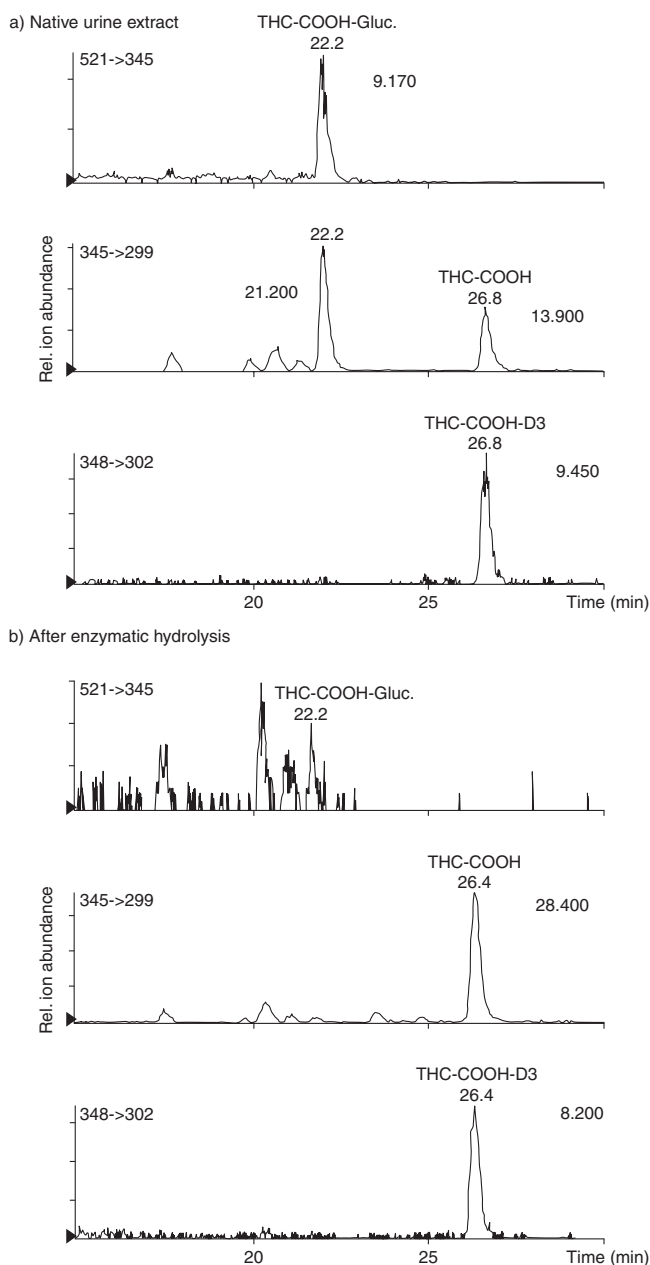 a) Native urine extract
THC-COOH-Gluc.
22.2
521->345
9.170
22.2
345->299
THC-COOH
26.8
21.200
13.900
Rel. ion abundance
THC-COOH-D3
26.8
348->302
9.450
20 25 Time (min)
b) After enzymatic hydrolysis
521->345
THC-COOH-Gluc.
22.2
THC-COOH
26.4
345->299
28.400
Rel. ion abundance
THC-COOH-D3
26.4
348->302
8.200
20 25 Time (min)